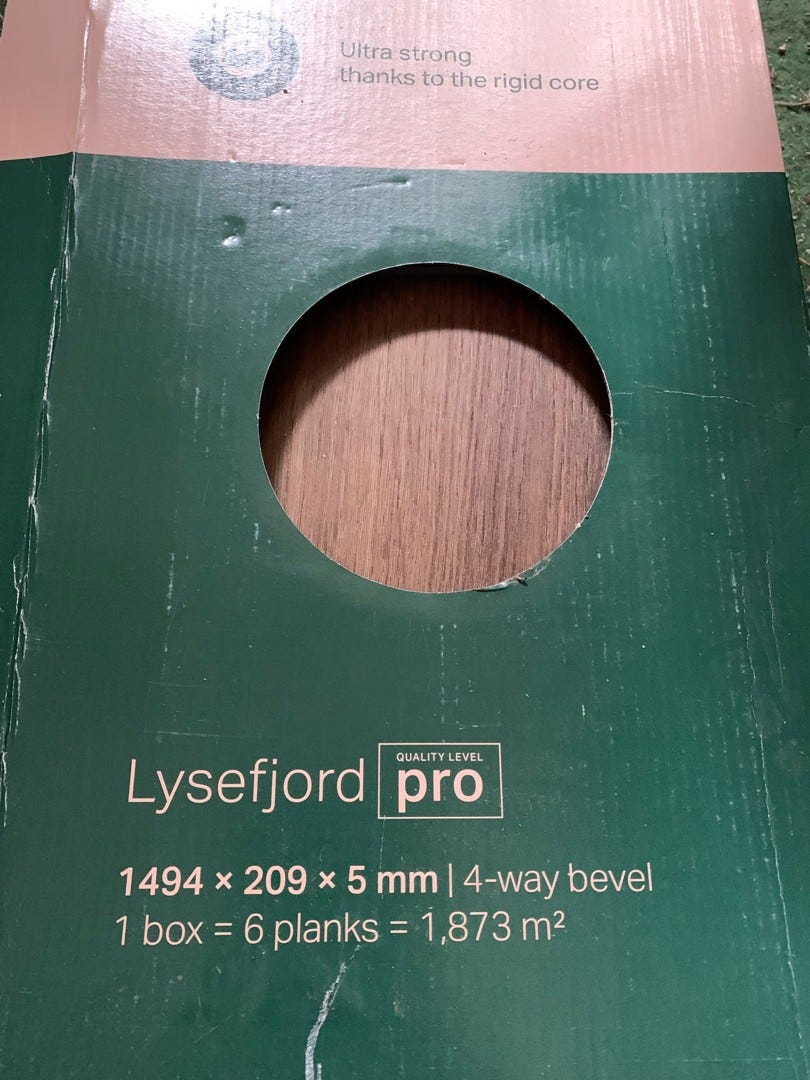 Ultra strong
thanks to the rigid core
Lysefjord
QUALITY LEVEL
pro
1494 × 209 × 5 mm | 4-way bevel
1 box = 6 planks = 1,873 m²